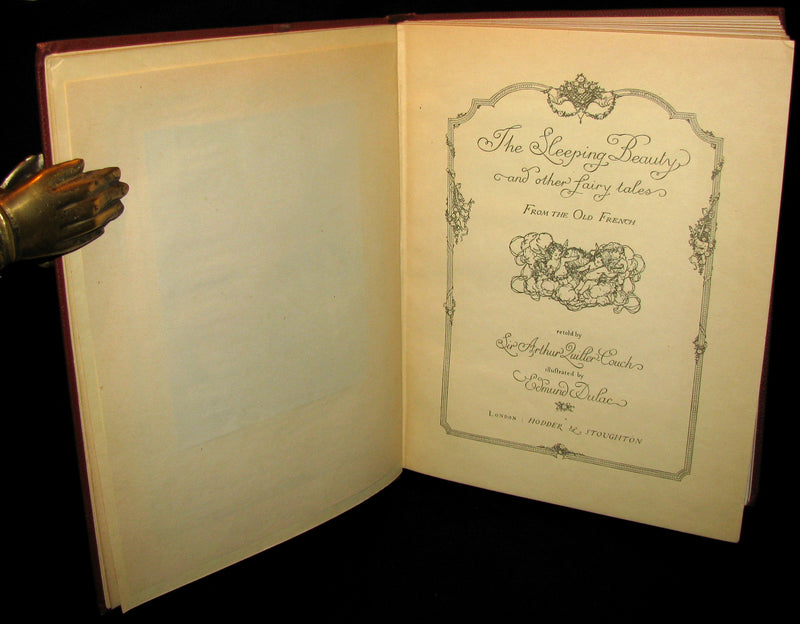 The Sleeping Beauty
and other fairy tales
FROM THE OLD FRENCH
retold by
Sir Arthur Quiller-Couch
illustrated by
Edmund Dulac
LONDON : HODDER & STOUGHTON